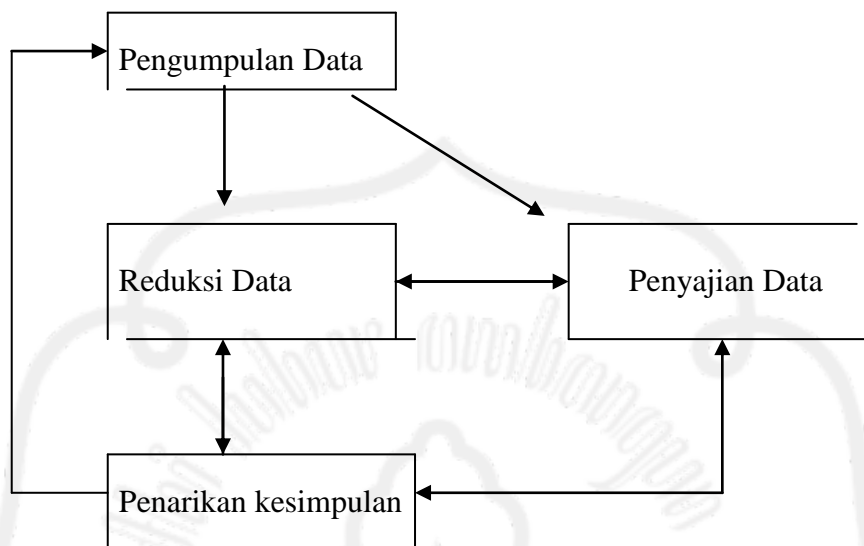 Pengumpulan Data
Reduksi Data
Penyajian Data
Penarikan kesimpulan